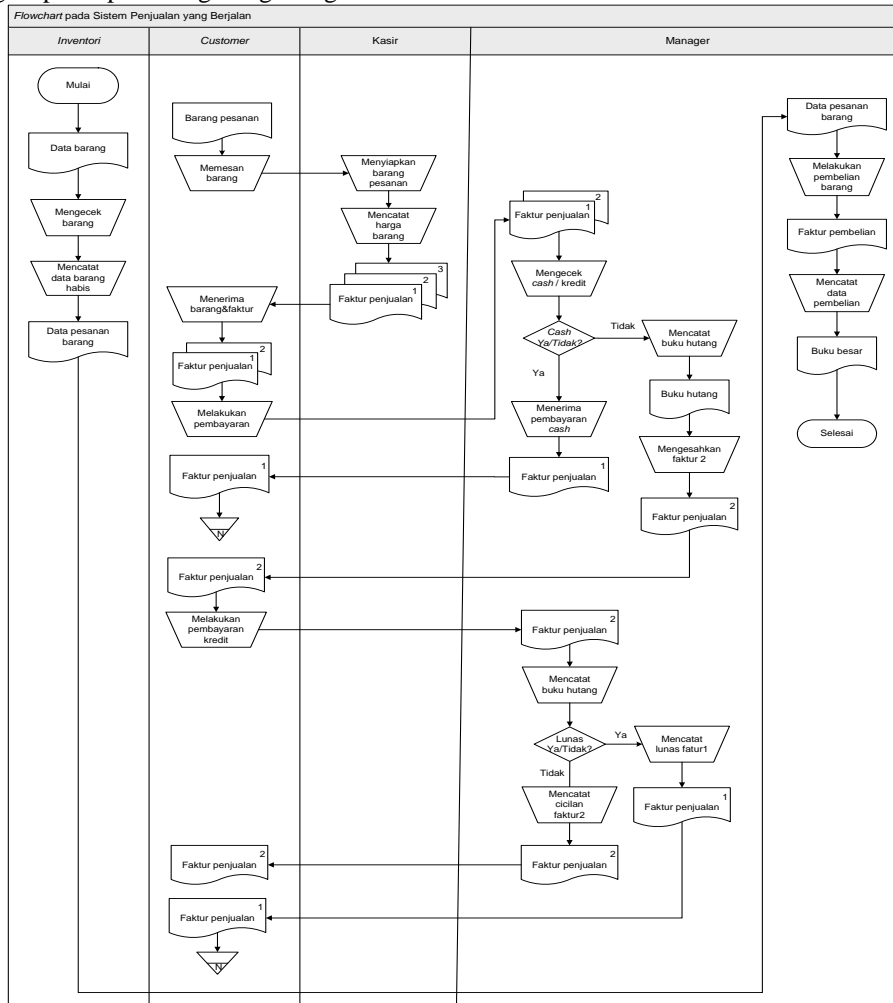 Flowchart pada Sistem Penjualan yang Berjalan
Inventori
Customer
Kasir
Manager
Mulai
Data barang
Mengecek
barang
Mencatat
data barang
habis
Data pesanan
barang
Barang pesanan
Memesan
barang
Menerima
barang&faktur
2
1
Faktur penjualan
Melakukan
pembayaran
1
Faktur penjualan
N
2
Faktur penjualan
Melakukan
pembayaran
kredit
2
Faktur penjualan
1
Faktur penjualan
N
Menyiapkan
barang
pesanan
Mencatat
harga
barang
3
2
1
Faktur penjualan
2
1
Faktur penjualan
Mengecek
cash / kredit
Cash
Ya/Tidak?
Tidak
Ya
Menerima
pembayaran
cash
1
Faktur penjualan
Mencatat
buku hutang
Buku hutang
Mengesahkan
faktur 2
2
Faktur penjualan
2
Faktur penjualan
Mencatat
buku hutang
Lunas
Ya/Tidak?
Ya
Tidak
Mencatat
cicilan
faktur2
2
Faktur penjualan
Mencatat
lunas fatur1
1
Faktur penjualan
Data pesanan
barang
Melakukan
pembelian
barang
Faktur pembelian
Mencatat
data
pembelian
Buku besar
Selesai